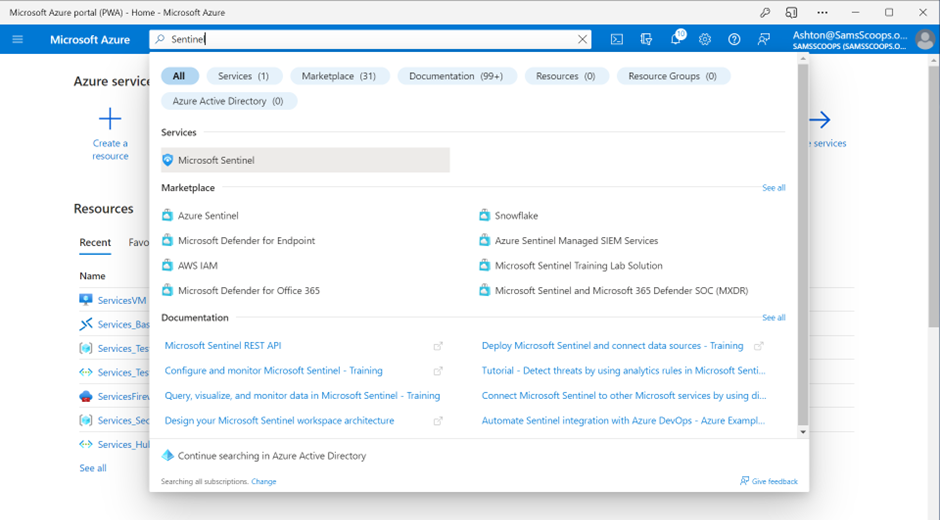 Microsoft Azure portal (PWA) - Home - Microsoft Azure
Microsoft Azure
Sentinel
10
Ashton@SamsScoops.o...
SAMSSCOOPS (SAMSSCOOPS.O...
All
Services (1)
Marketplace (31)
Documentation (99+)
Resources (0)
Resource Groups (0)
Azure Active Directory (0)
Azure service
Create a
resource
services
Services
Microsoft Sentinel
Marketplace
See all
Azure Sentinel
Snowflake
Microsoft Defender for Endpoint
Azure Sentinel Managed SIEM Services
AWS IAM
Microsoft Sentinel Training Lab Solution
Microsoft Defender for Office 365
Microsoft Sentinel and Microsoft 365 Defender SOC (MXDR)
Documentation
See all
Microsoft Sentinel REST API
Deploy Microsoft Sentinel and connect data sources - Training
Configure and monitor Microsoft Sentinel - Training
Tutorial - Detect threats by using analytics rules in Microsoft Senti...
Query, visualize, and monitor data in Microsoft Sentinel - Training
Connect Microsoft Sentinel to other Microsoft services by using di...
Design your Microsoft Sentinel workspace architecture
Automate Sentinel integration with Azure DevOps - Azure Exampl...
Continue searching in Azure Active Directory
Searching all subscriptions. Change
Give feedback
Resources
Recent
Favo
Name
ServicesVM
Services_Bas
Services_Tes
Services_Tes
ServicesFirew
Services_Sec
Services_Hul
See all